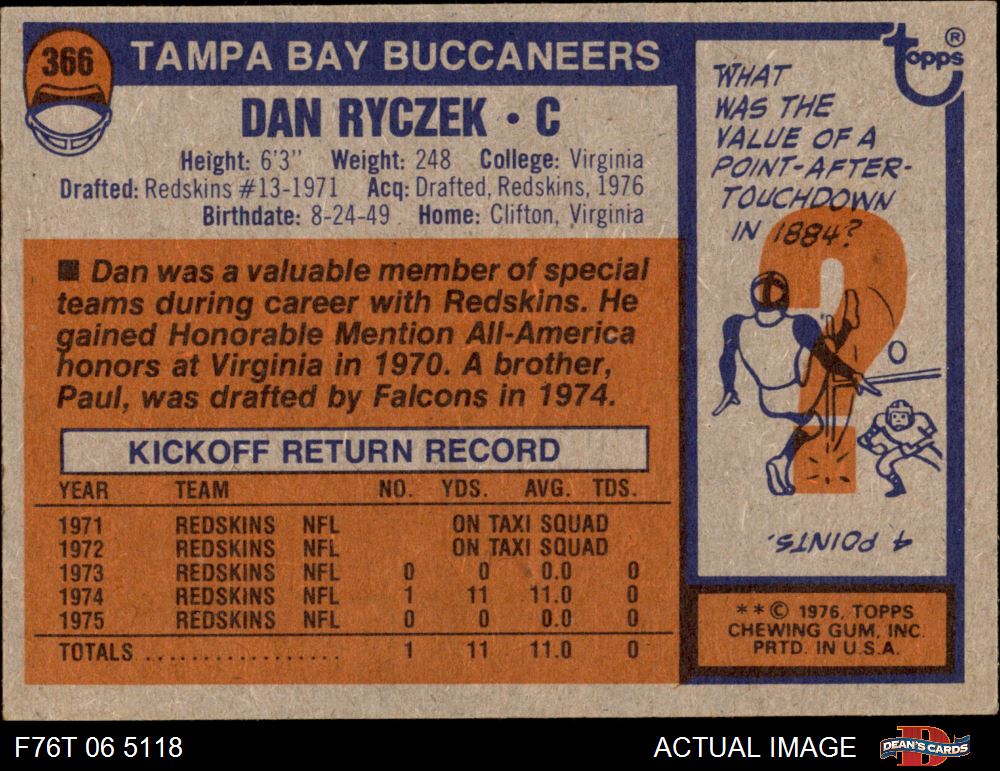 366
TAMPA BAY BUCCANEERS
DAN RYCZEK • C
Height: 6'3" Weight: 248 College: Virginia
Drafted: Redskins #13-1971 Acq: Drafted, Redskins, 1976
Birthdate: 8-24-49 Home: Clifton, Virginia
■ Dan was a valuable member of special
teams during career with Redskins. He
gained Honorable Mention All-America
honors at Virginia in 1970. A brother,
Paul, was drafted by Falcons in 1974.
KICKOFF RETURN RECORD
YEAR TEAM NO. YDS. AVG. TDS.
1971 REDSKINS NFL ON TAXI SQUAD
1972 REDSKINS NFL ON TAXI SQUAD
1973 REDSKINS NFL 0 0 0.0 0
1974 REDSKINS NFL 1 11 11.0 0
1975 REDSKINS NFL 0 0 0.0 0
TOTALS .................. 1 11 11.0 0
Topps ®
WHAT
WAS THE
VALUE OF A
POINT-AFTER-
TOUCHDOWN
IN 1884?
4 POINTS.
**© 1976, TOPPS
CHEWING GUM, INC.
PRTD. IN U.S.A.
F76T 06 5118
ACTUAL IMAGE
DEAN'S CARDS